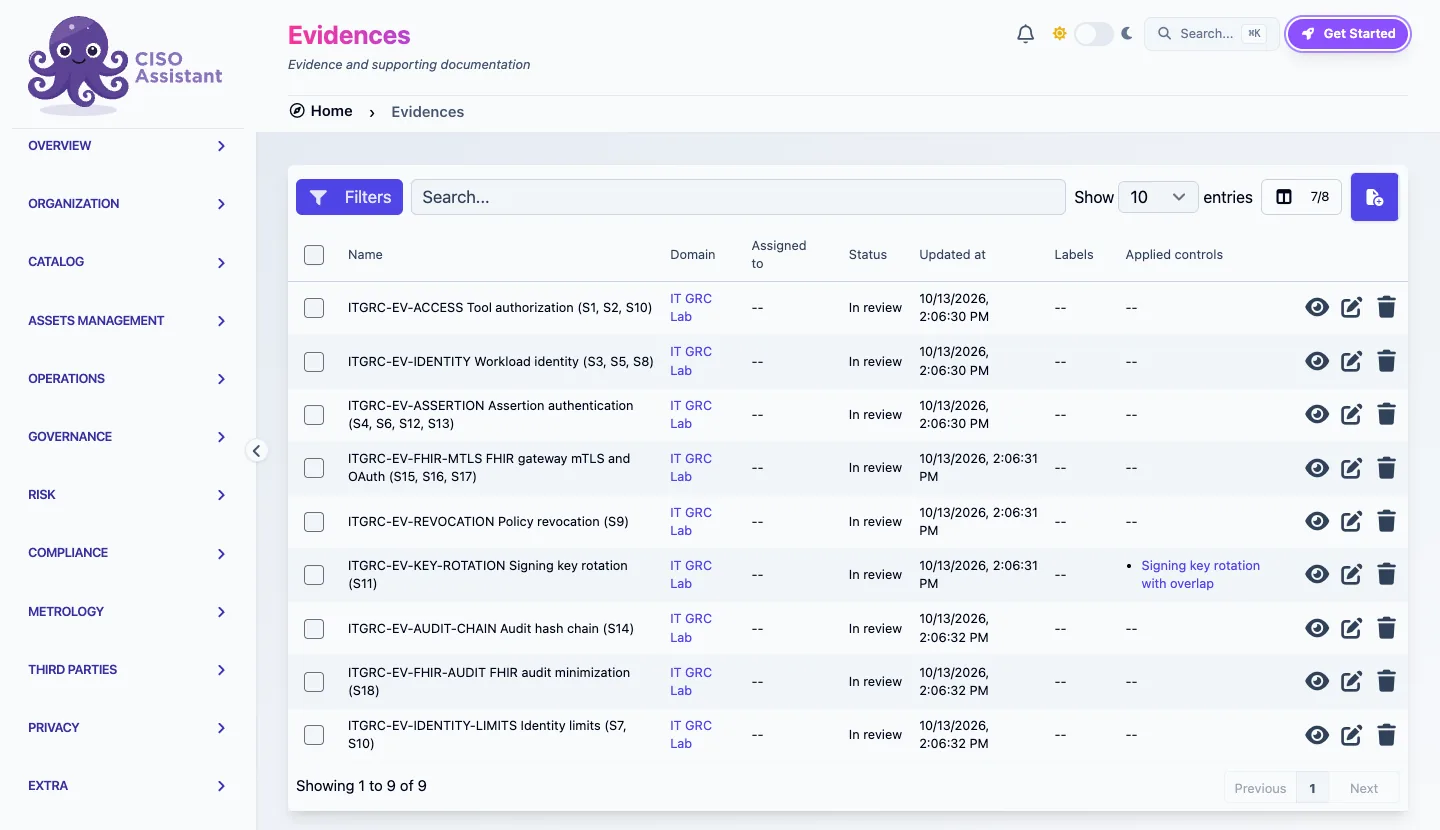 CISO
Assistant
OVERVIEW
ORGANIZATION
CATALOG
ASSETS MANAGEMENT
OPERATIONS
GOVERNANCE
RISK
COMPLIANCE
METROLOGY
THIRD PARTIES
PRIVACY
EXTRA
Evidences
Evidence and supporting documentation
Search... ⌘K
Get Started
Home › Evidences
Filters
Search...
Show 10 entries
7/8
Name Domain Assigned to Status Updated at Labels Applied controls
ITGRC-EV-ACCESS Tool authorization (S1, S2, S10) IT GRC Lab -- In review 10/13/2026, 2:06:30 PM -- --
ITGRC-EV-IDENTITY Workload identity (S3, S5, S8) IT GRC Lab -- In review 10/13/2026, 2:06:30 PM -- --
ITGRC-EV-ASSERTION Assertion authentication (S4, S6, S12, S13) IT GRC Lab -- In review 10/13/2026, 2:06:30 PM -- --
ITGRC-EV-FHIR-MTLS FHIR gateway mTLS and OAuth (S15, S16, S17) IT GRC Lab -- In review 10/13/2026, 2:06:31 PM -- --
ITGRC-EV-REVOCATION Policy revocation (S9) IT GRC Lab -- In review 10/13/2026, 2:06:31 PM -- --
ITGRC-EV-KEY-ROTATION Signing key rotation (S11) IT GRC Lab -- In review 10/13/2026, 2:06:31 PM -- • Signing key rotation with overlap
ITGRC-EV-AUDIT-CHAIN Audit hash chain (S14) IT GRC Lab -- In review 10/13/2026, 2:06:32 PM -- --
ITGRC-EV-FHIR-AUDIT FHIR audit minimization (S18) IT GRC Lab -- In review 10/13/2026, 2:06:32 PM -- --
ITGRC-EV-IDENTITY-LIMITS Identity limits (S7, S10) IT GRC Lab -- In review 10/13/2026, 2:06:32 PM -- --
Showing 1 to 9 of 9
Previous 1 Next